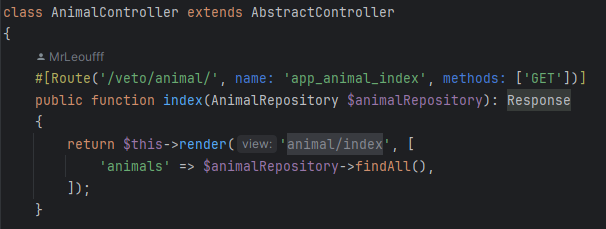 class AnimalController extends AbstractController
{
MrLeoufff
#[Route('/veto/animal/', name: 'app_animal_index', methods: ['GET'])]
public function index(AnimalRepository $animalRepository): Response
{
return $this->render( view: 'animal/index', [
'animals' => $animalRepository->findAll(),
]);
}